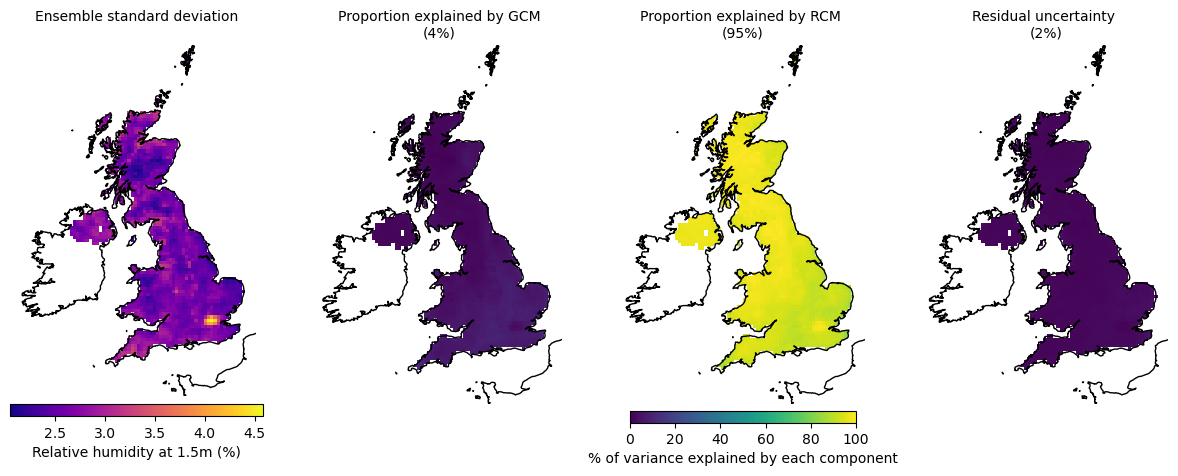 Ensemble standard deviation
Proportion explained by GCM
(4%)
Proportion explained by RCM
(95%)
Residual uncertainty
(2%)
2.5 3.0 3.5 4.0 4.5
Relative humidity at 1.5m (%)
0 20 40 60 80 100
% of variance explained by each component